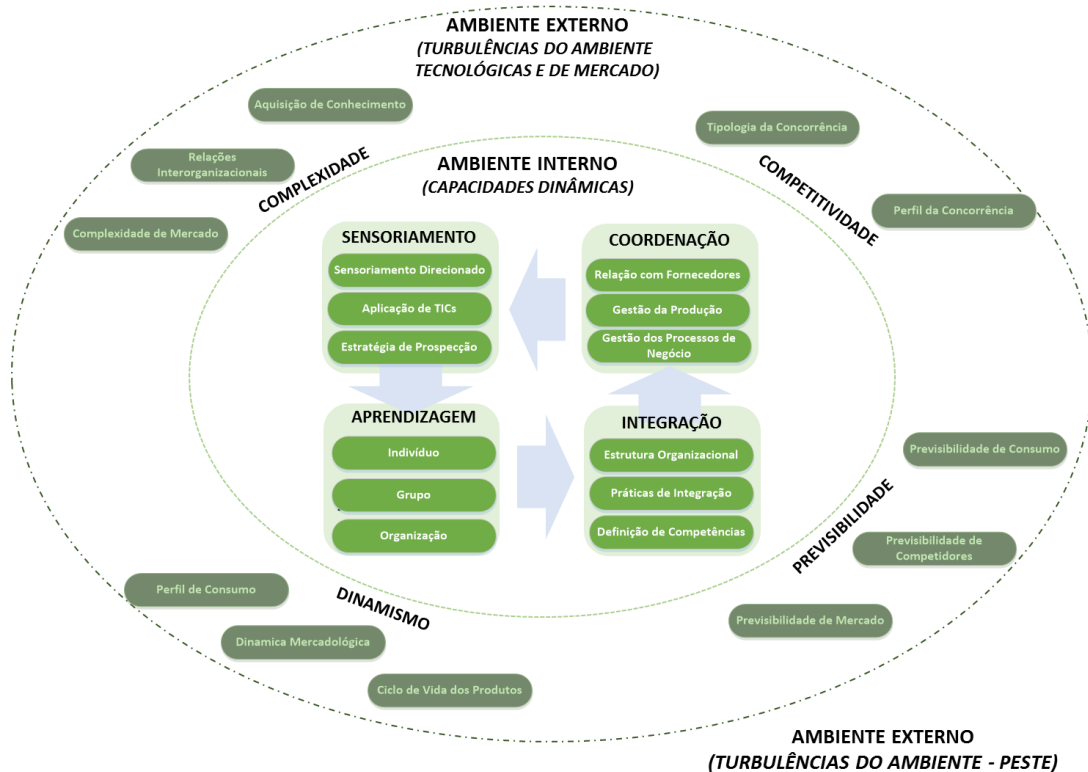 AMBIENTE EXTERNO
(TURBULÊNCIAS DO AMBIENTE
TECNOLÓGICAS E DE MERCADO)
Aquisição de Conhecimento
Relações
Interorganizacionais
Complexidade de Mercado
COMPLEXIDADE
Tipologia da Concorrência
Perfil da Concorrência
COMPETITIVIDADE
AMBIENTE INTERNO
(CAPACIDADES DINÂMICAS)
SENSORIAMENTO
Sensoriamento Direcionado
Aplicação de TICs
Estratégia de Prospecção
COORDENAÇÃO
Relação com Fornecedores
Gestão da Produção
Gestão dos Processos de
Negócio
APRENDIZAGEM
Indivíduo
Grupo
Organização
INTEGRAÇÃO
Estrutura Organizacional
Práticas de Integração
Definição de Competências
Previsibilidade de Consumo
Previsibilidade de
Competidores
Previsibilidade de Mercado
PREVISIBILIDADE
DINAMISMO
Perfil de Consumo
Dinamica Mercadológica
Ciclo de Vida dos Produtos
AMBIENTE EXTERNO
(TURBULÊNCIAS DO AMBIENTE - PESTE)